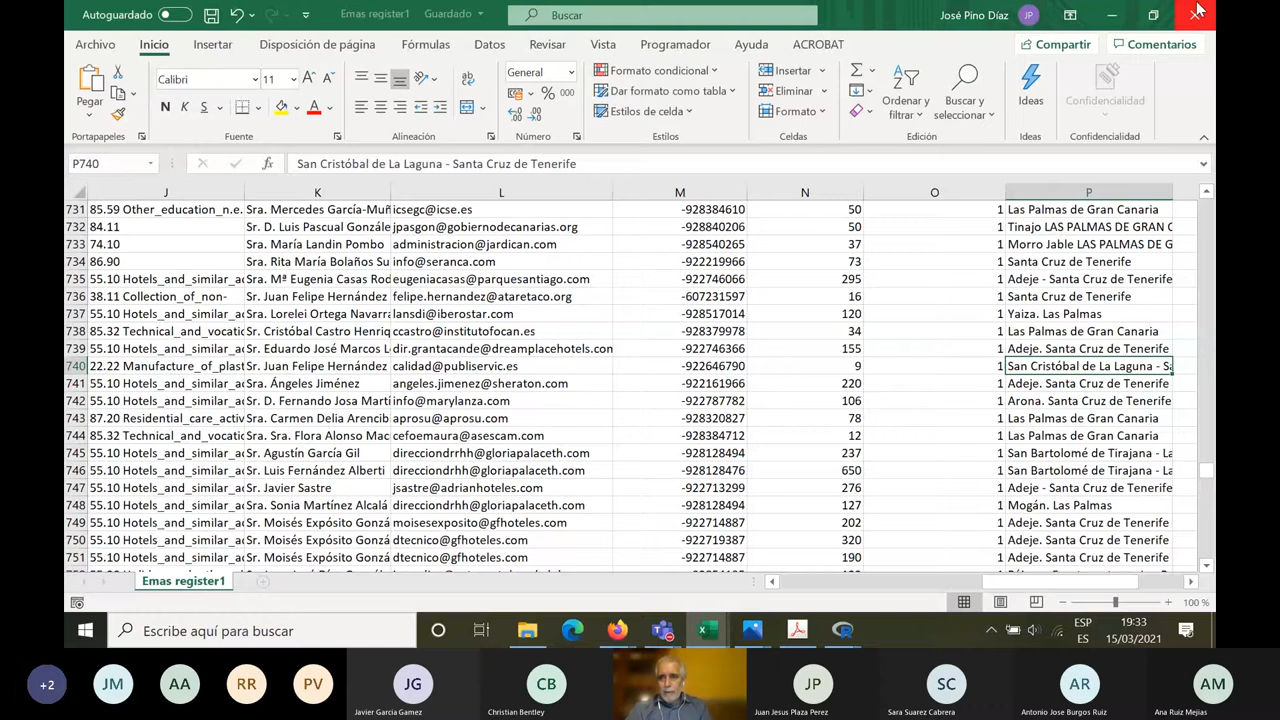 Autoguardado Emas register1 Guardado Buscar José Pino Díaz JP
Archivo Inicio Insertar Disposición de página Fórmulas Datos Revisar Vista Programador Ayuda ACROBAT Compartir Comentarios
Calibri 11 General Formato condicional Insertar
Pegar N K S % 000 Dar formato como tabla Eliminar Ordenar y filtrar Buscar y seleccionar Ideas Confidencialidad
Estilos de celda Formato
Portapapeles Fuente Alineación Número Estilos Celdas Edición Ideas Confidencialidad
P740 fx San Cristóbal de La Laguna - Santa Cruz de Tenerife
J K L M N O P
731 85.59 Other_education_n.e. Sra. Mercedes García-Muñ icsegc@icse.es -928384610 50 1 Las Palmas de Gran Canaria
732 84.11 Sr. D. Luis Pascual Gonzále jpasgon@gobiernodecanarias.org -928840206 50 1 Tinajo LAS PALMAS DE GRAN C
733 74.10 Sra. María Landin Pombo administracion@jardican.com -928540265 37 1 Morro Jable LAS PALMAS DE G
734 86.90 Sra. Rita María Bolaños Su info@seranca.com -922219966 73 1 Santa Cruz de Tenerife
735 55.10 Hotels_and_similar_ac Sra. Mª Eugenia Casas Rod eugeniacasas@parquesantiago.com -922746066 295 1 Adeje - Santa Cruz de Tenerife
736 38.11 Collection_of_non- Sr. Juan Felipe Hernández felipe.hernandez@ataretaco.org -607231597 16 1 Santa Cruz de Tenerife
737 55.10 Hotels_and_similar_ac Sra. Lorelei Ortega Navarra lansdi@iberostar.com -928517014 120 1 Yaiza. Las Palmas
738 85.32 Technical_and_vocatic Sr. Cristóbal Castro Henriq ccastro@institutofocan.es -928379978 34 1 Las Palmas de Gran Canaria
739 55.10 Hotels_and_similar_ac Sr. Eduardo José Marcos L dir.grantacande@dreamplacehotels.com -922746366 155 1 Adeje. Santa Cruz de Tenerife
740 22.22 Manufacture_of_plast Sr. Juan Felipe Hernández calidad@publiservic.es -922646790 9 1 San Cristóbal de La Laguna - Sa
741 55.10 Hotels_and_similar_ac Sra. Ángeles Jiménez angeles.jimenez@sheraton.com -922161966 220 1 Adeje. Santa Cruz de Tenerife
742 55.10 Hotels_and_similar_ac Sr. D. Fernando Josa Martí info@marylanza.com -922787782 106 1 Arona. Santa Cruz de Tenerife
743 87.20 Residential_care_activ Sra. Carmen Delia Arencib aprosu@aprosu.com -928320827 78 1 Las Palmas de Gran Canaria
744 85.32 Technical_and_vocatic Sra. Sra. Flora Alonso Mac cefoemaura@asescam.com -928384712 12 1 Las Palmas de Gran Canaria
745 55.10 Hotels_and_similar_ac Sr. Agustín García Gil direcciondrhh@gloriapalaceth.com -928128494 237 1 San Bartolomé de Tirajana - La
746 55.10 Hotels_and_similar_ac Sr. Luis Fernández Alberti direcciondrhh@gloriapalaceth.com -928128476 650 1 San Bartolomé de Tirajana - La
747 55.10 Hotels_and_similar_ac Sr. Javier Sastre jsastre@adrianhoteles.com -922713299 276 1 Adeje - Santa Cruz de Tenerife
748 55.10 Hotels_and_similar_ac Sra. Sonia Martínez Alcalá direcciondrhh@gloriapalaceth.com -928128494 127 1 Mogán. Las Palmas
749 55.10 Hotels_and_similar_ac Sr. Moisés Expósito Gonzá moisesexposito@gfhoteles.com -922714887 202 1 Adeje. Santa Cruz de Tenerife
750 55.10 Hotels_and_similar_ac Sr. Moisés Expósito Gonzá dtecnico@gfhoteles.com -922719387 320 1 Adeje. Santa Cruz de Tenerife
751 55.10 Hotels_and_similar_ac Sr. Moisés Expósito Gonzá dtecnico@gfhoteles.com -922714887 190 1 Adeje. Santa Cruz de Tenerife
Emas register1
100 %
Escribe aquí para buscar ESP ES 19:33 15/03/2021
+2 JM AA RR PV JG CB JP SC AR AM
Javier Garcia Gamez Christian Bentley Juan Jesus Plaza Perez Sara Suarez Cabrera Antonio Jose Burgos Ruiz Ana Ruiz Mejias